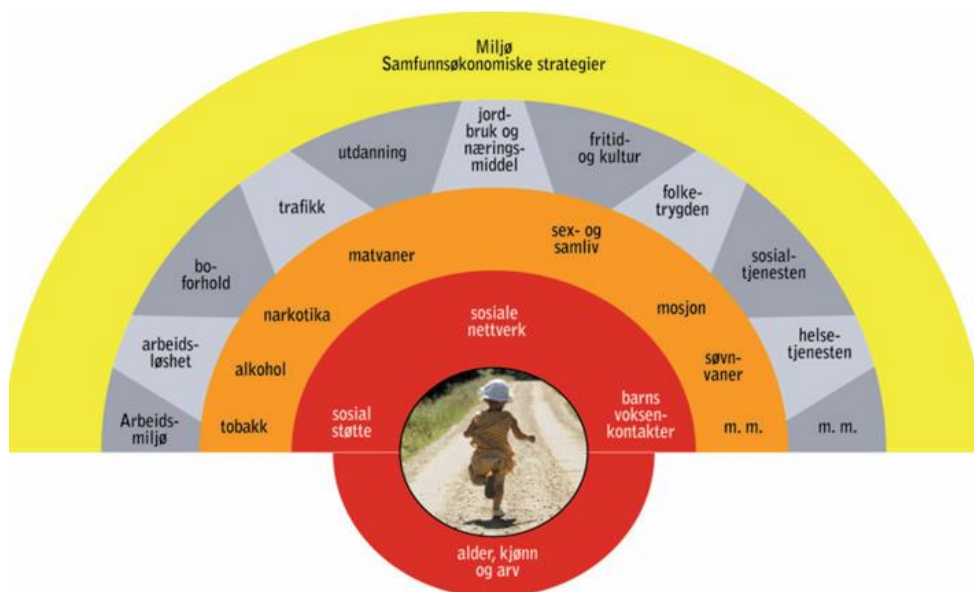 Miljø
Samfunnsøkonomiske strategier
jord-
bruk og
nærings-
middel
utdanning
fritid-
og kultur
trafikk
folke-
trygden
bo-
forhold
sosial-
tjenesten
arbeids-
løshet
helse-
tjenesten
Arbeids-
miljø
m. m.
matvaner
sex- og
samliv
narkotika
mosjon
alkohol
søvn-
vaner
tobakk
m. m.
sosiale
nettverk
sosial
støtte
barns
voksen-
kontakter
alder, kjønn
og arv